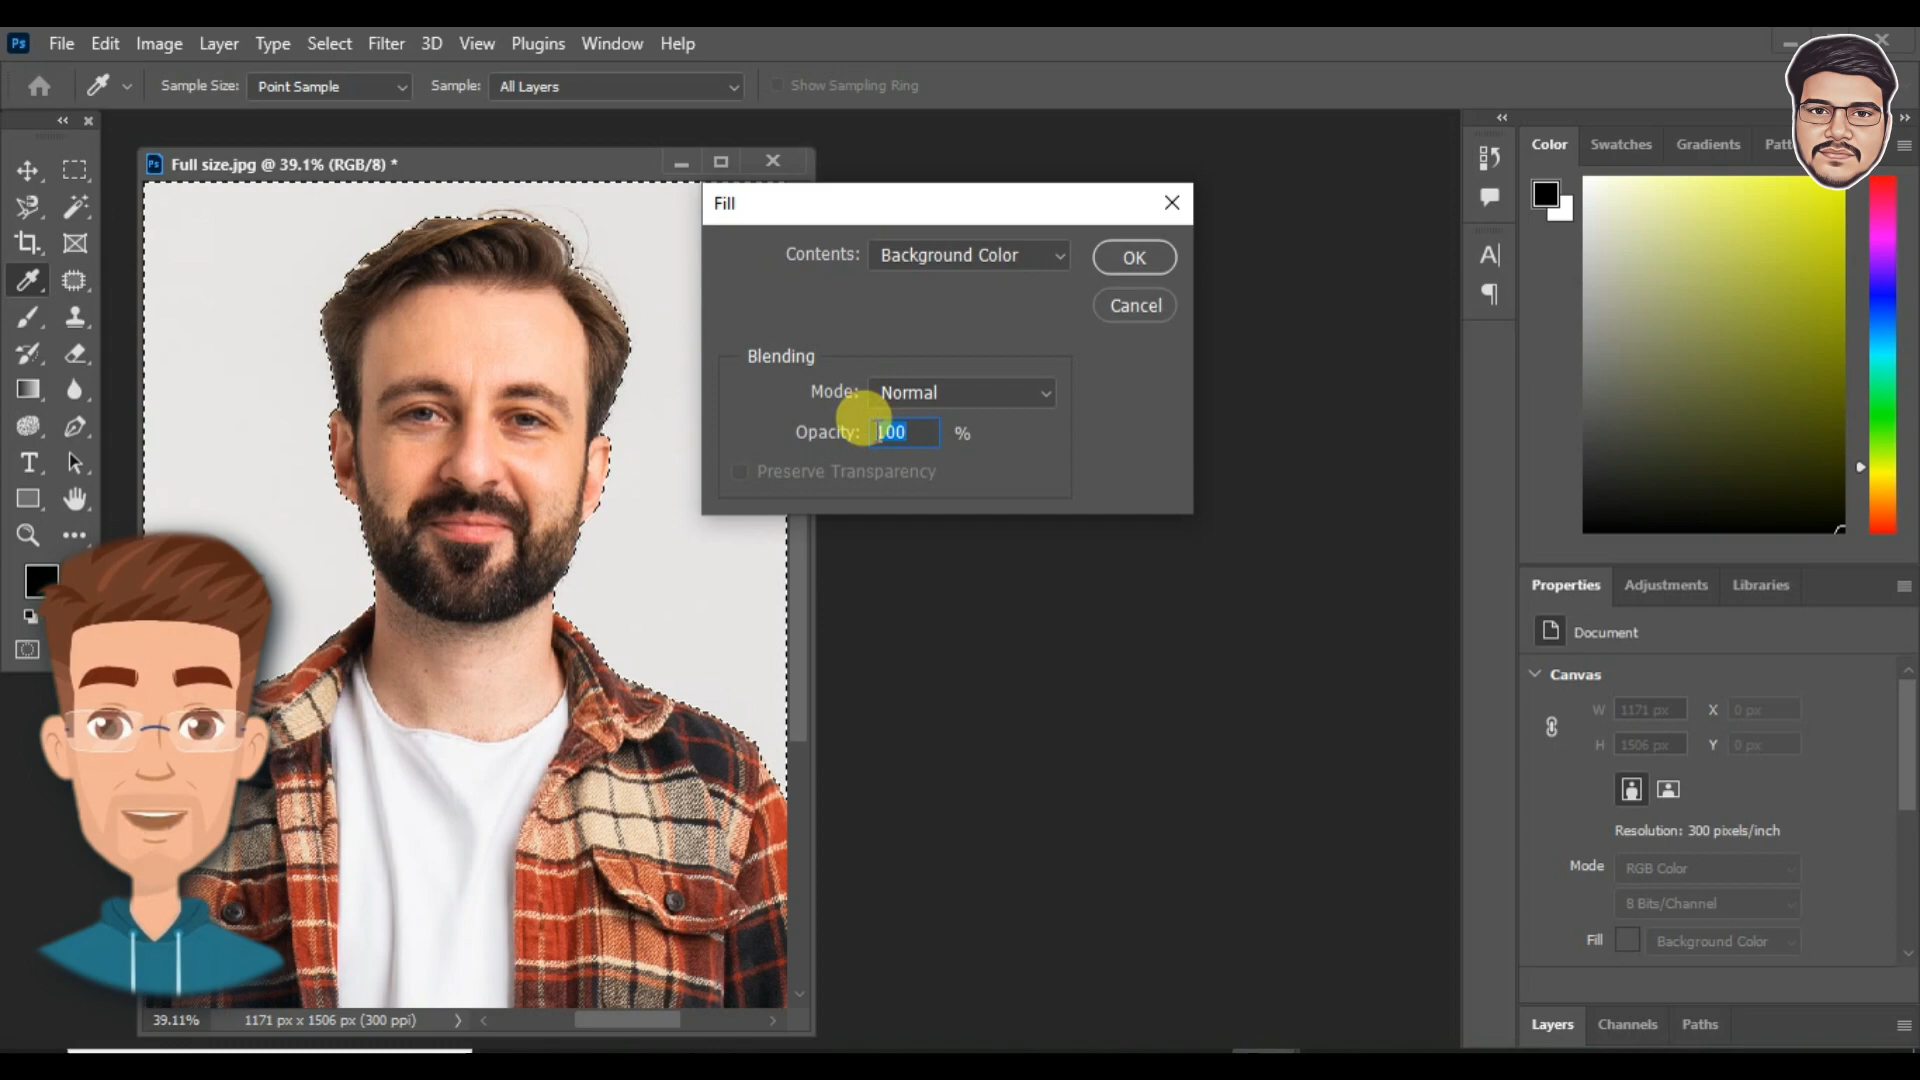 Ps File Edit Image Layer Type Select Filter 3D View Plugins Window Help
Sample Size: Point Sample Sample: All Layers Show Sampling Ring
Ps Full size.jpg @ 39.1% (RGB/8) *
Fill
Contents: Background Color OK
Cancel
Blending
Mode: Normal
Opacity: 100 %
Preserve Transparency
39.11% 1171 px x 1506 px (300 ppi)
Color Swatches Gradients Patt
Properties Adjustments Libraries
Document
Canvas
W 1171 px X 0 px
H 1506 px Y 0 px
Resolution: 300 pixels/inch
Mode RGB Color
8 Bits/Channel
Fill Background Color
Layers Channels Paths